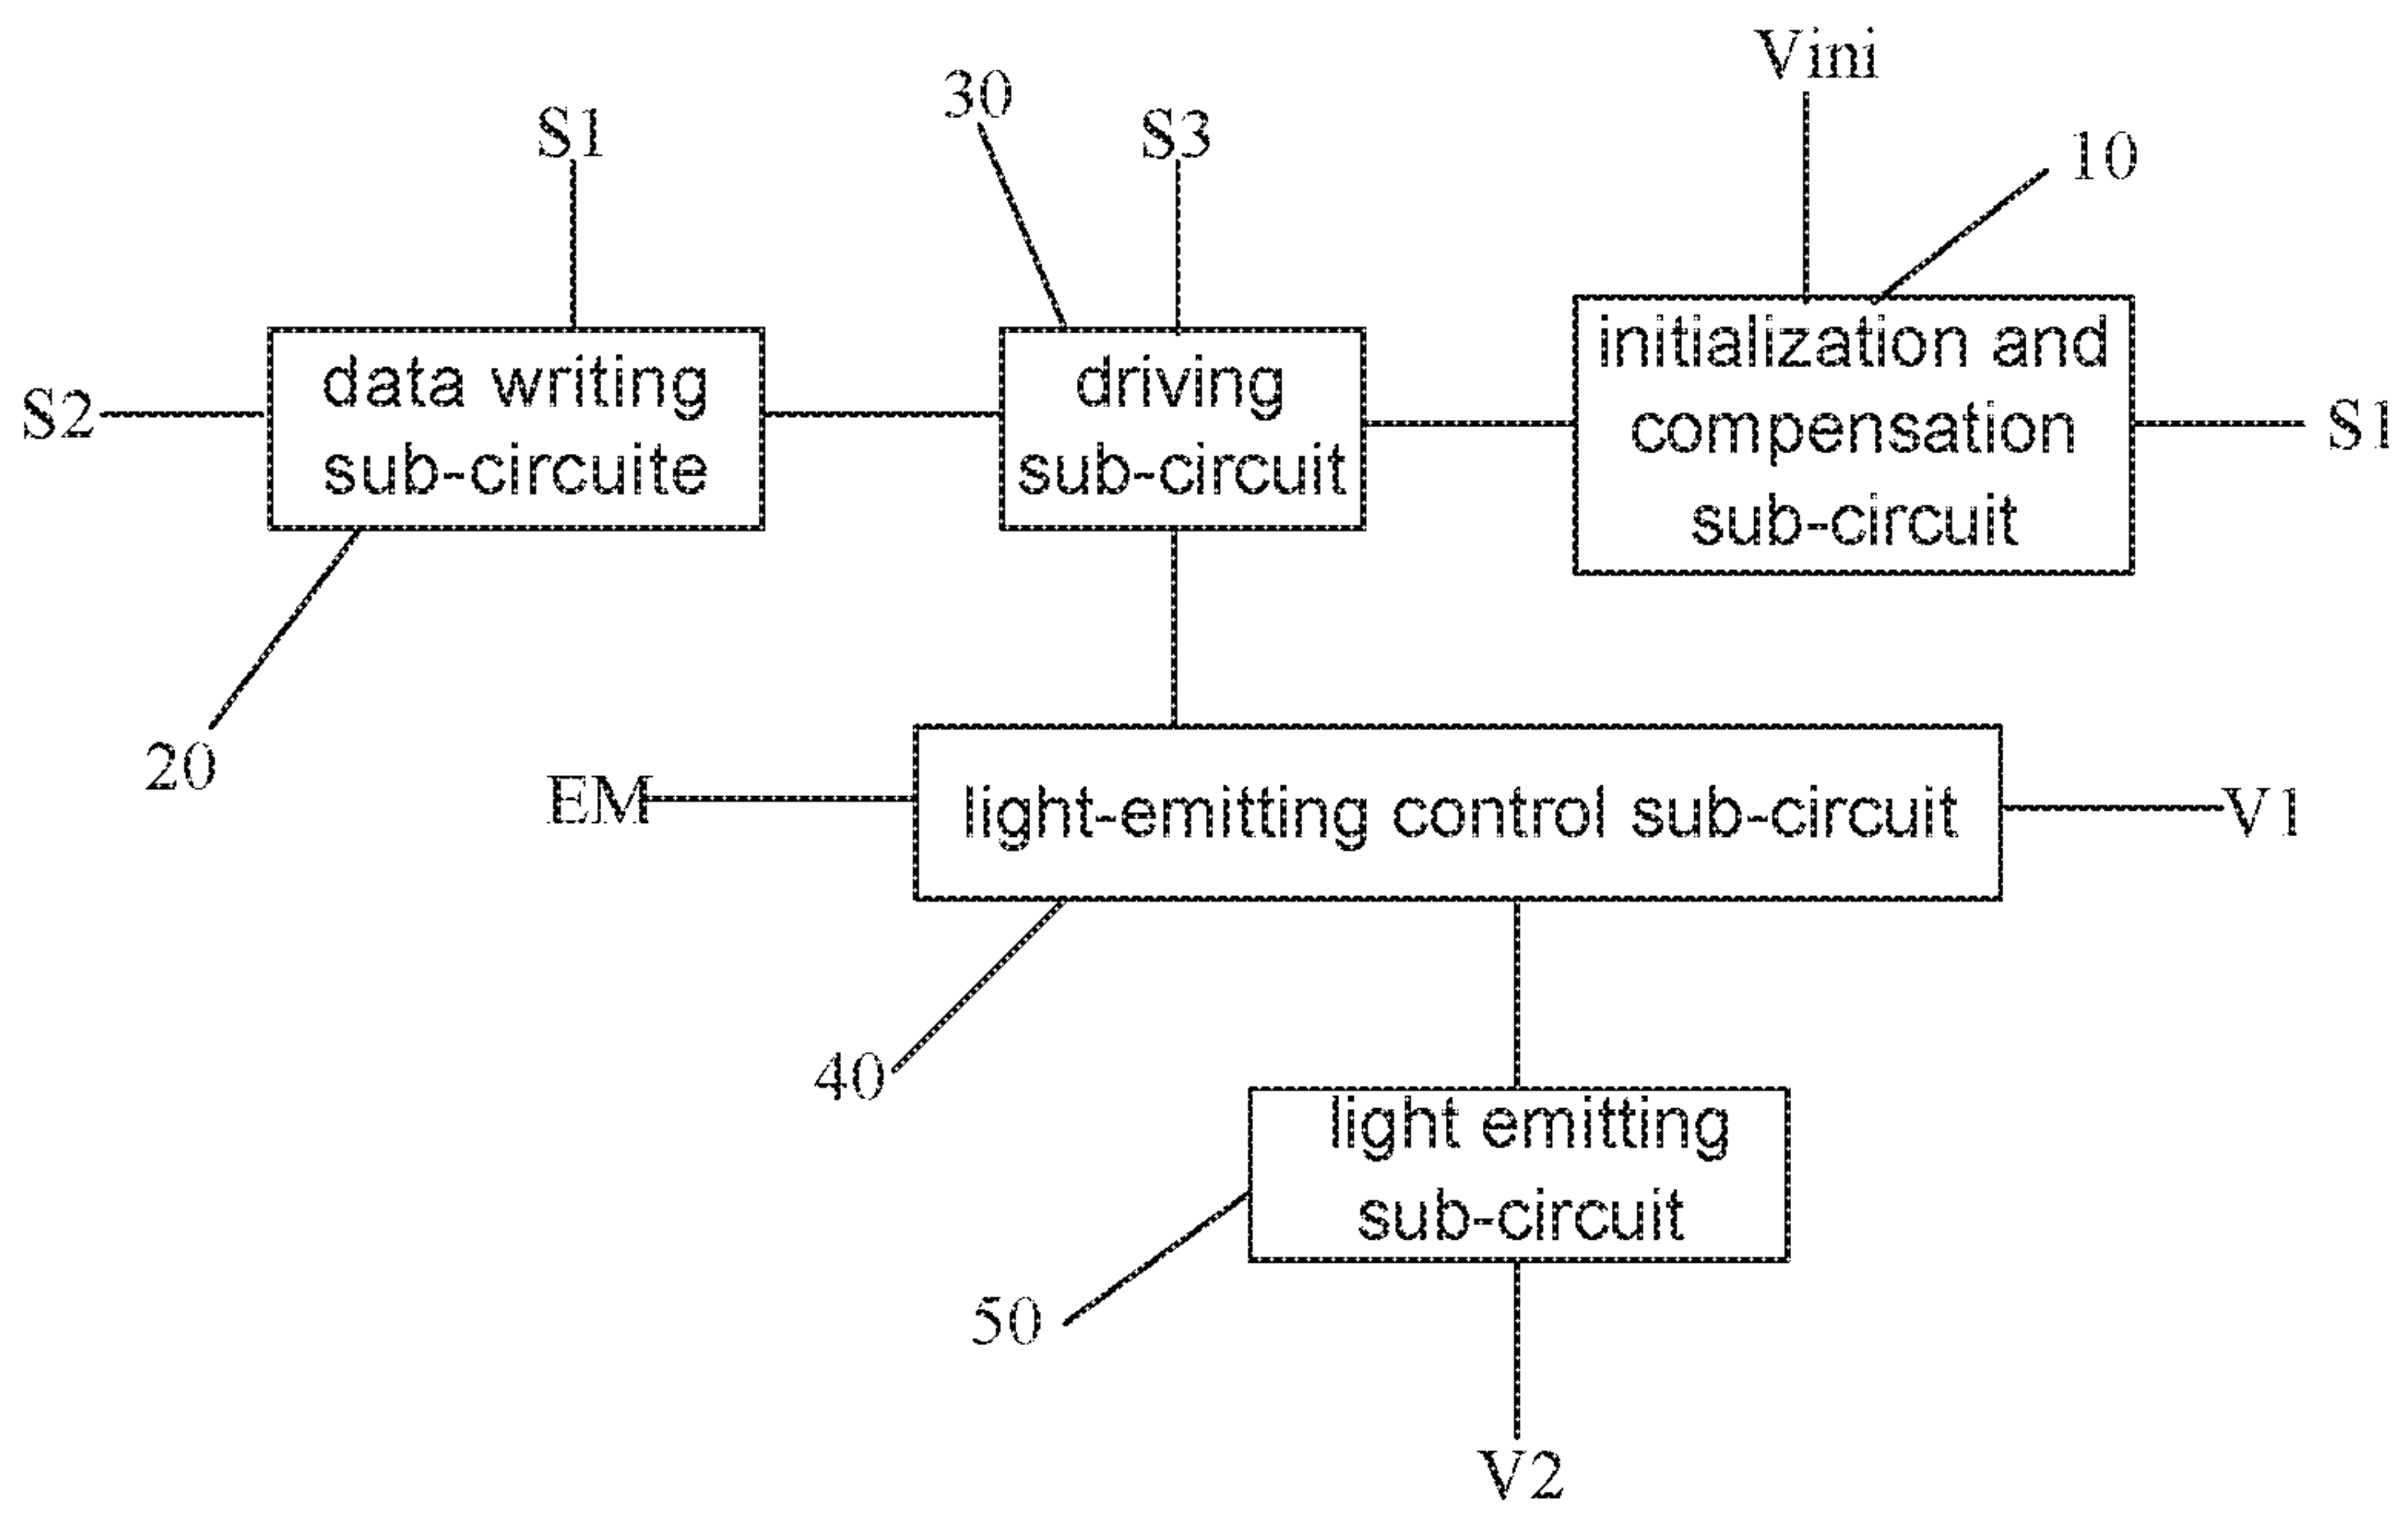 Vini
30
S1
S3
10
data writing
sub-circuite
driving
sub-circuit
initialization and
compensation
sub-circuit
S2
S1
20
EM
light-emitting control sub-circuit
V1
40
light emitting
sub-circuit
50
V2